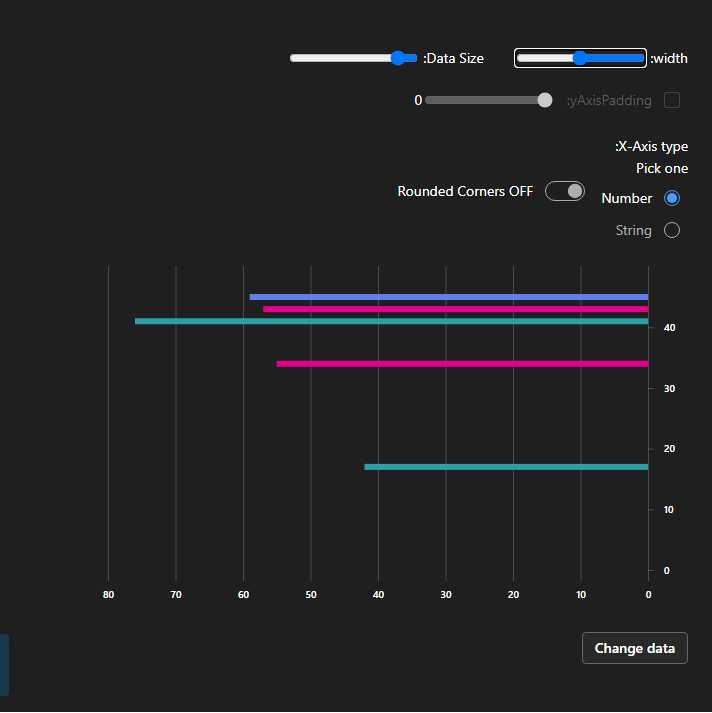 :width
:Data Size
:yAxisPadding 0
:X-Axis type
Pick one
Number
Rounded Corners OFF
String
40
30
20
10
0
80 70 60 50 40 30 20 10 0
Change data